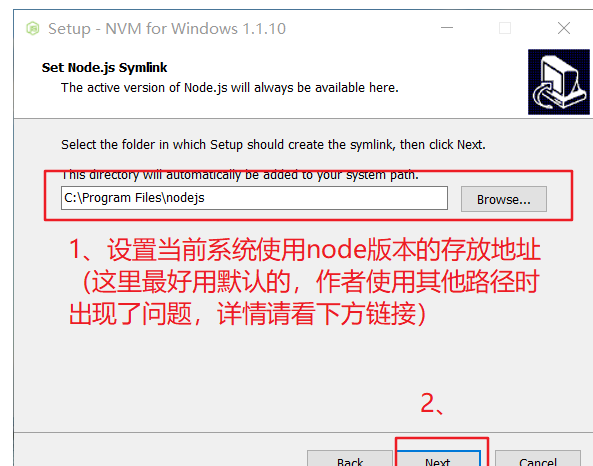 Setup - NVM for Windows 1.1.10
Set Node.js Symlink
The active version of Node.js will always be available here.
Select the folder in which Setup should create the symlink, then click Next.
This directory will automatically be added to your system path.
C:\Program Files\nodejs
Browse...
1、设置当前系统使用node版本的存放地址
（这里最好用默认的，作者使用其他路径时
出现了问题，详情请看下方链接）
2、
Back
Next
Cancel